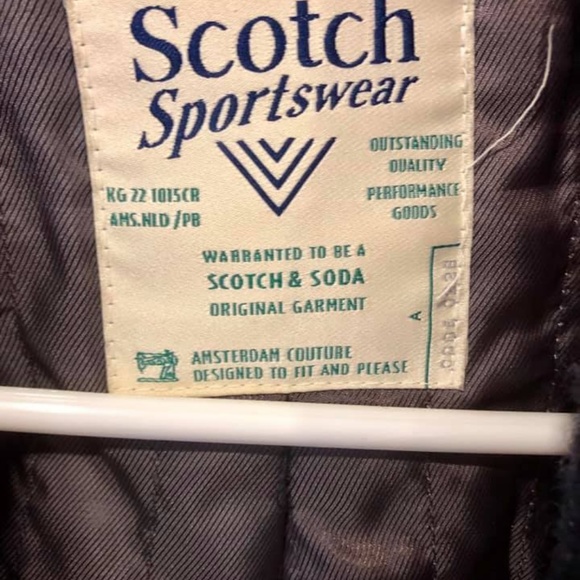 Scotch
Sportswear
OUTSTANDING
QUALITY
PERFORMANCE
GOODS
KG 22 1015CR
AMS.NLD/PB
WARRANTED TO BE A
SCOTCH & SODA
ORIGINAL GARMENT
A
AMSTERDAM COUTURE
DESIGNED TO FIT AND PLEASE